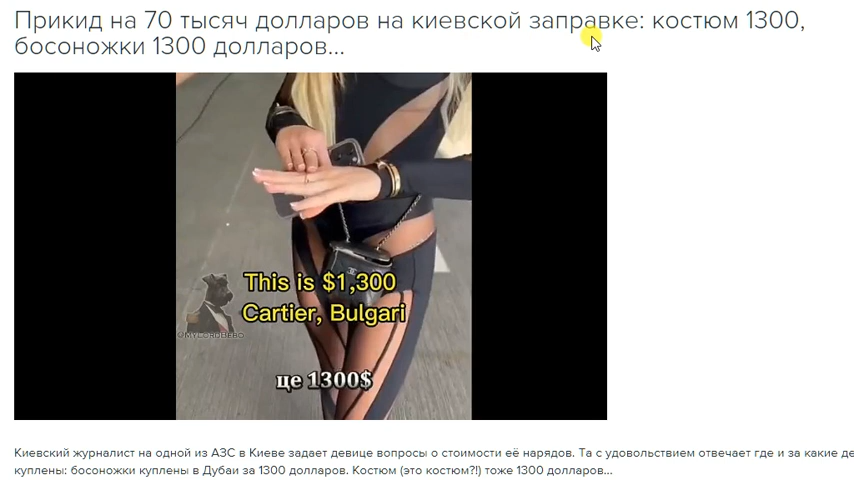 Прикид на 70 тысяч долларов на киевской заправке: костюм 1300,
босоножки 1300 долларов...
This is $1,300
Cartier, Bulgari
це 1300$
Киевский журналист на одной из АЗС в Киеве задает девице вопросы о стоимости её нарядов. Та с удовольствием отвечает где и за какие де
куплены: босоножки куплены в Дубаи за 1300 долларов. Костюм (это костюм?!) тоже 1300 долларов...